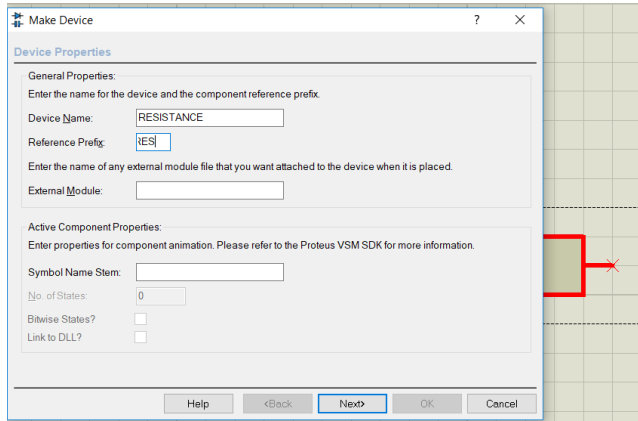 Make Device ? ×
Device Properties
General Properties:
Enter the name for the device and the component reference prefix.
Device Name: RESISTANCE
Reference Prefix: RES
Enter the name of any external module file that you want attached to the device when it is placed.
External Module:
Active Component Properties:
Enter properties for component animation. Please refer to the Proteus VSM SDK for more information.
Symbol Name Stem:
No. of States: 0
Bitwise States?
Link to DLL?
Help <Back Next> OK Cancel